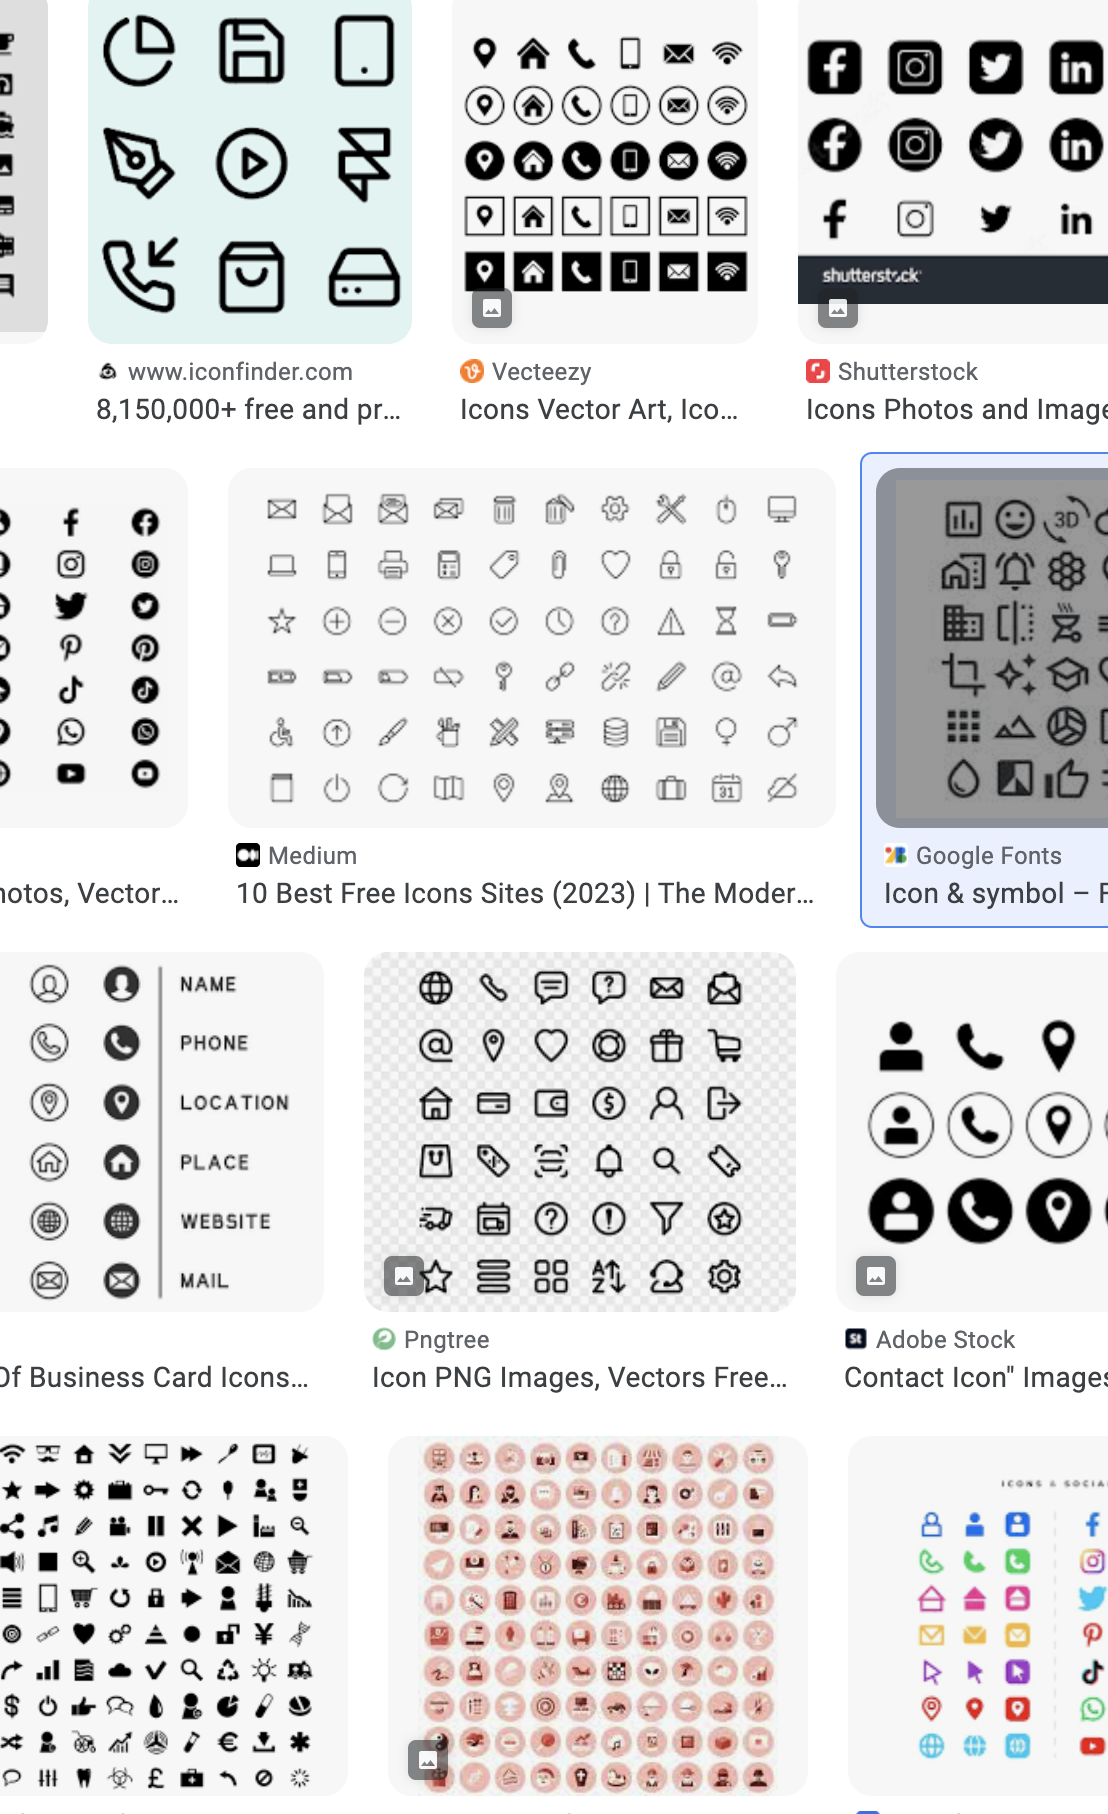 shutterstock
www.iconfinder.com
8,150,000+ free and pr...
Vecteezy
Icons Vector Art, Ico...
Shutterstock
Icons Photos and Image
3D
31
hotos, Vector...
Medium
10 Best Free Icons Sites (2023) | The Moder...
Google Fonts
Icon & symbol –
NAME
PHONE
LOCATION
PLACE
WEBSITE
MAIL
Of Business Card Icons...
Pngtree
Icon PNG Images, Vectors Free...
St Adobe Stock
Contact Icon" Images
ICONS & SOCIA